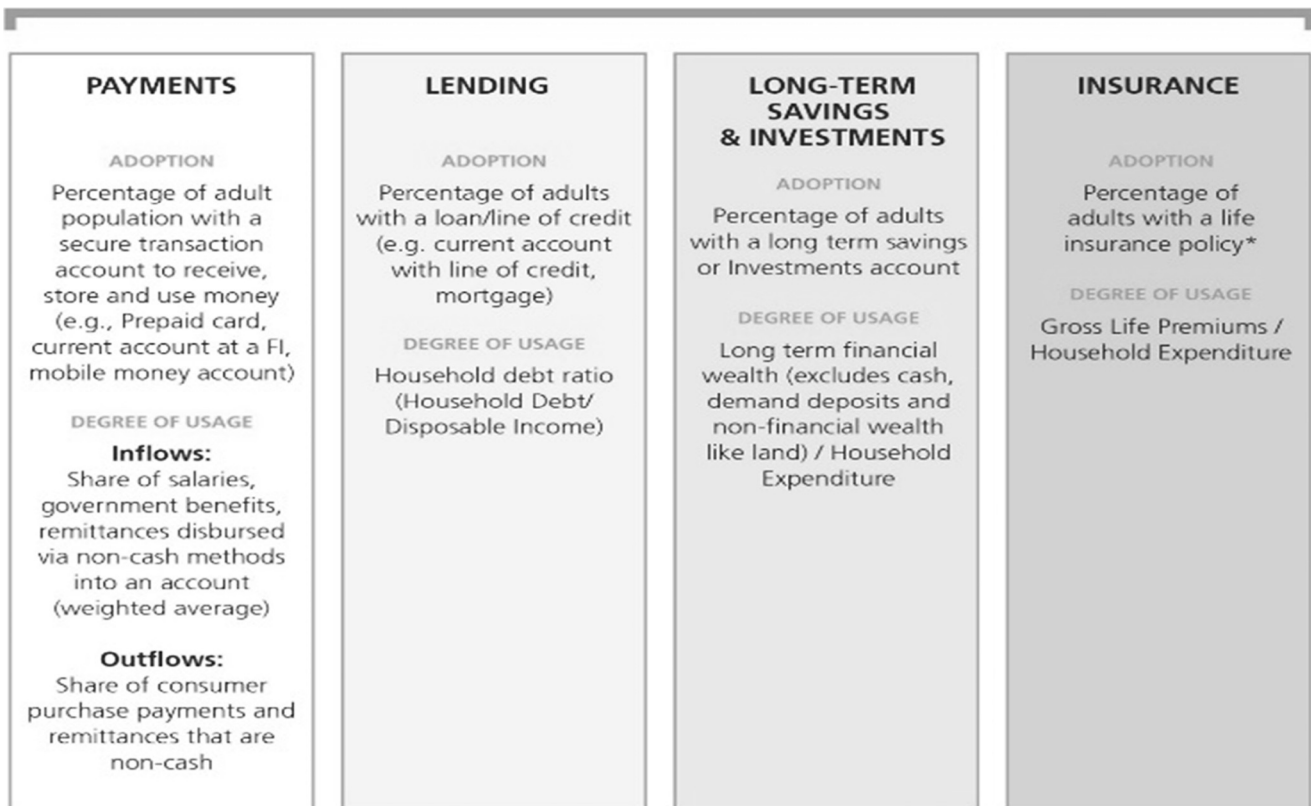 PAYMENTS
ADOPTION
Percentage of adult
population with a
secure transaction
account to receive,
store and use money
(e.g., Prepaid card,
current account at a FI,
mobile money account)
DEGREE OF USAGE
Inflows:
Share of salaries,
government benefits,
remittances disbursed
via non-cash methods
into an account
(weighted average)
Outflows:
Share of consumer
purchase payments and
remittances that are
non-cash
LENDING
ADOPTION
Percentage of adults
with a loan/line of credit
(e.g. current account
with line of credit,
mortgage)
DEGREE OF USAGE
Household debt ratio
(Household Debt/
Disposable Income)
LONG-TERM
SAVINGS
& INVESTMENTS
ADOPTION
Percentage of adults
with a long term savings
or Investments account
DEGREE OF USAGE
Long term financial
wealth (excludes cash,
demand deposits and
non-financial wealth
like land) / Household
Expenditure
INSURANCE
ADOPTION
Percentage of
adults with a life
insurance policy*
DEGREE OF USAGE
Gross Life Premiums /
Household Expenditure